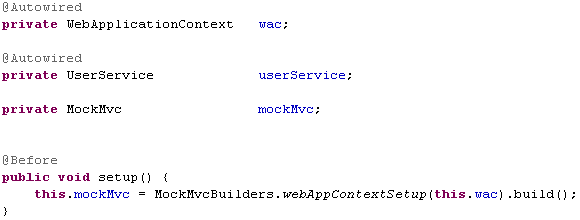 @Autowired
private WebApplicationContext wac;
@Autowired
private UserService userService;
private MockMvc mockMvc;
@Before
public void setup() {
this.mockMvc = MockMvcBuilders.webAppContextSetup(this.wac).build();
}